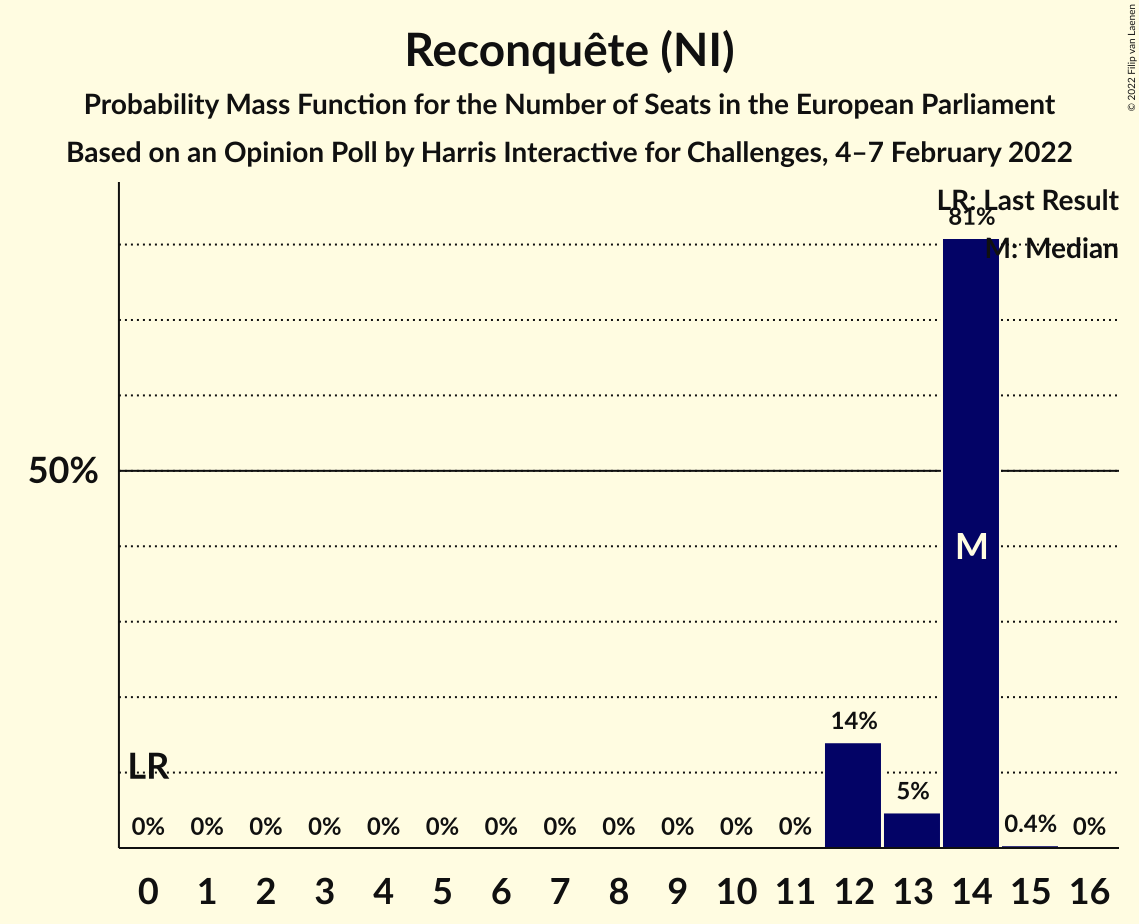 Reconquête (NI)
Probability Mass Function for the Number of Seats in the European Parliament
Based on an Opinion Poll by Harris Interactive for Challenges, 4–7 February 2022
© 2022 Filip van Laenen
LR: Last Result
M: Median
81%
50%
M
14%
LR
5%
0% 0% 0% 0% 0% 0% 0% 0% 0% 0% 0% 0% 0.4% 0%
0 1 2 3 4 5 6 7 8 9 10 11 12 13 14 15 16